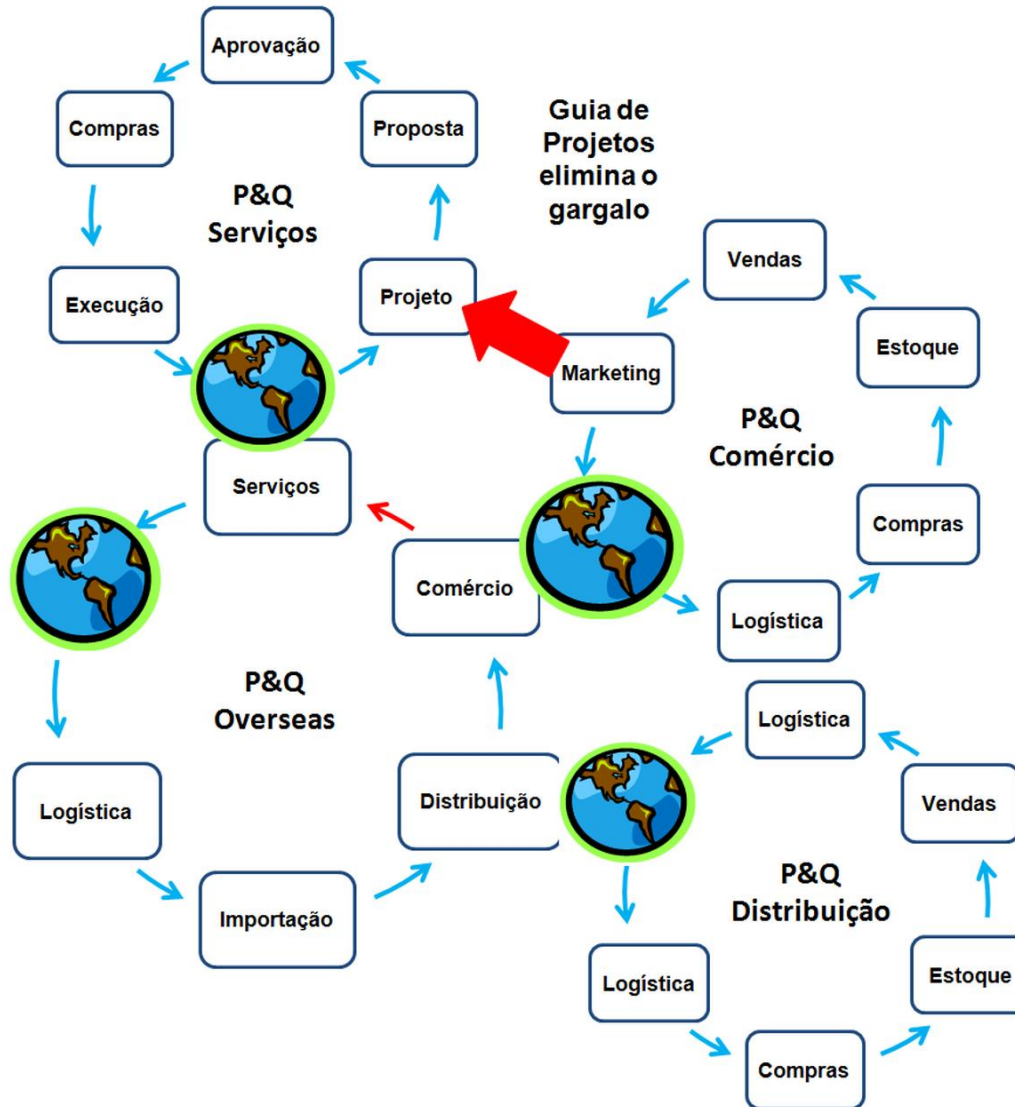 Aprovação
Compras
Proposta
Guia de
Projetos
elimina o
gargalo
P&Q
Serviços
Execução
Projeto
Vendas
Marketing
Estoque
P&Q
Comércio
Serviços
Compras
Comércio
Logística
P&Q
Overseas
Logística
Logística
Distribuição
Vendas
Importação
P&Q
Distribuição
Logística
Estoque
Compras